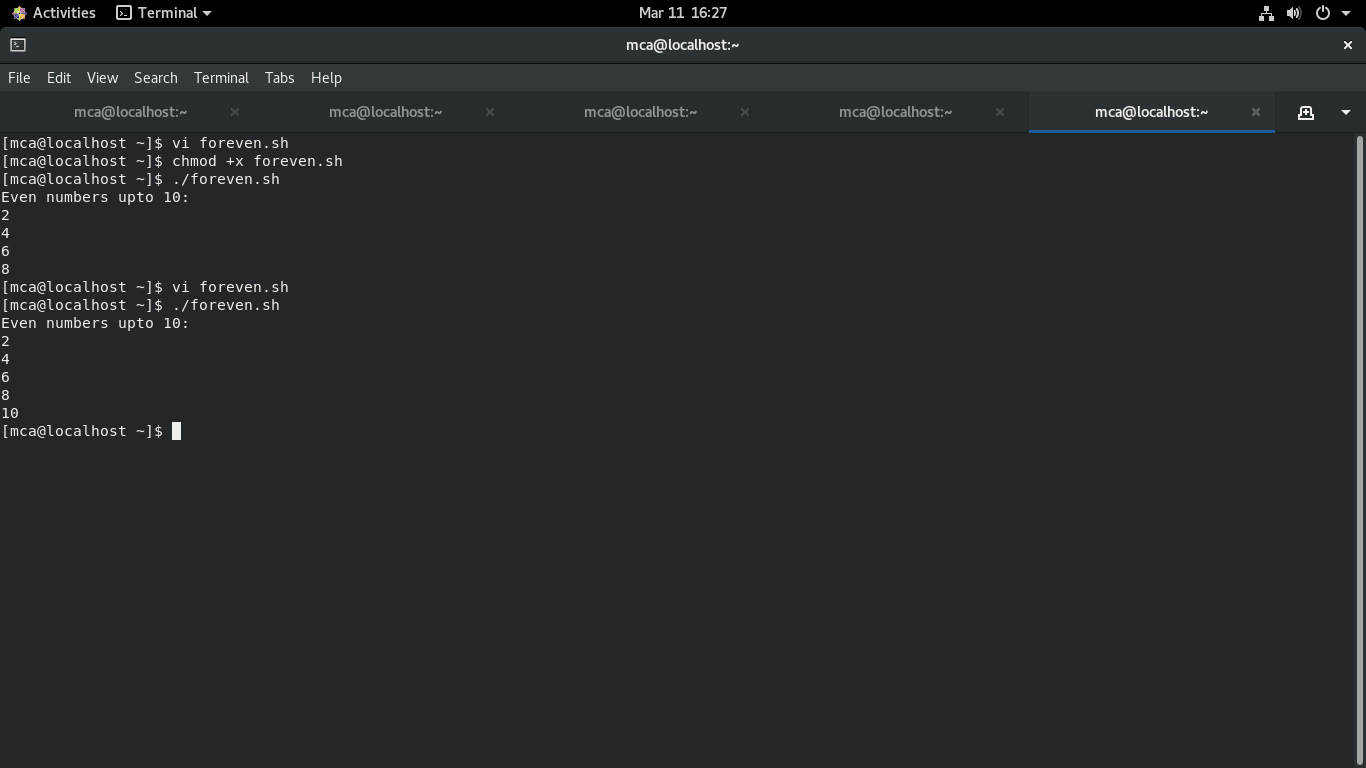 Activities Terminal Mar 11 16:27
mca@localhost:~
File Edit View Search Terminal Tabs Help
mca@localhost:~ mca@localhost:~ mca@localhost:~ mca@localhost:~ mca@localhost:~
[mca@localhost ~]$ vi foreven.sh
[mca@localhost ~]$ chmod +x foreven.sh
[mca@localhost ~]$ ./foreven.sh
Even numbers upto 10:
2
4
6
8
[mca@localhost ~]$ vi foreven.sh
[mca@localhost ~]$ ./foreven.sh
Even numbers upto 10:
2
4
6
8
10
[mca@localhost ~]$